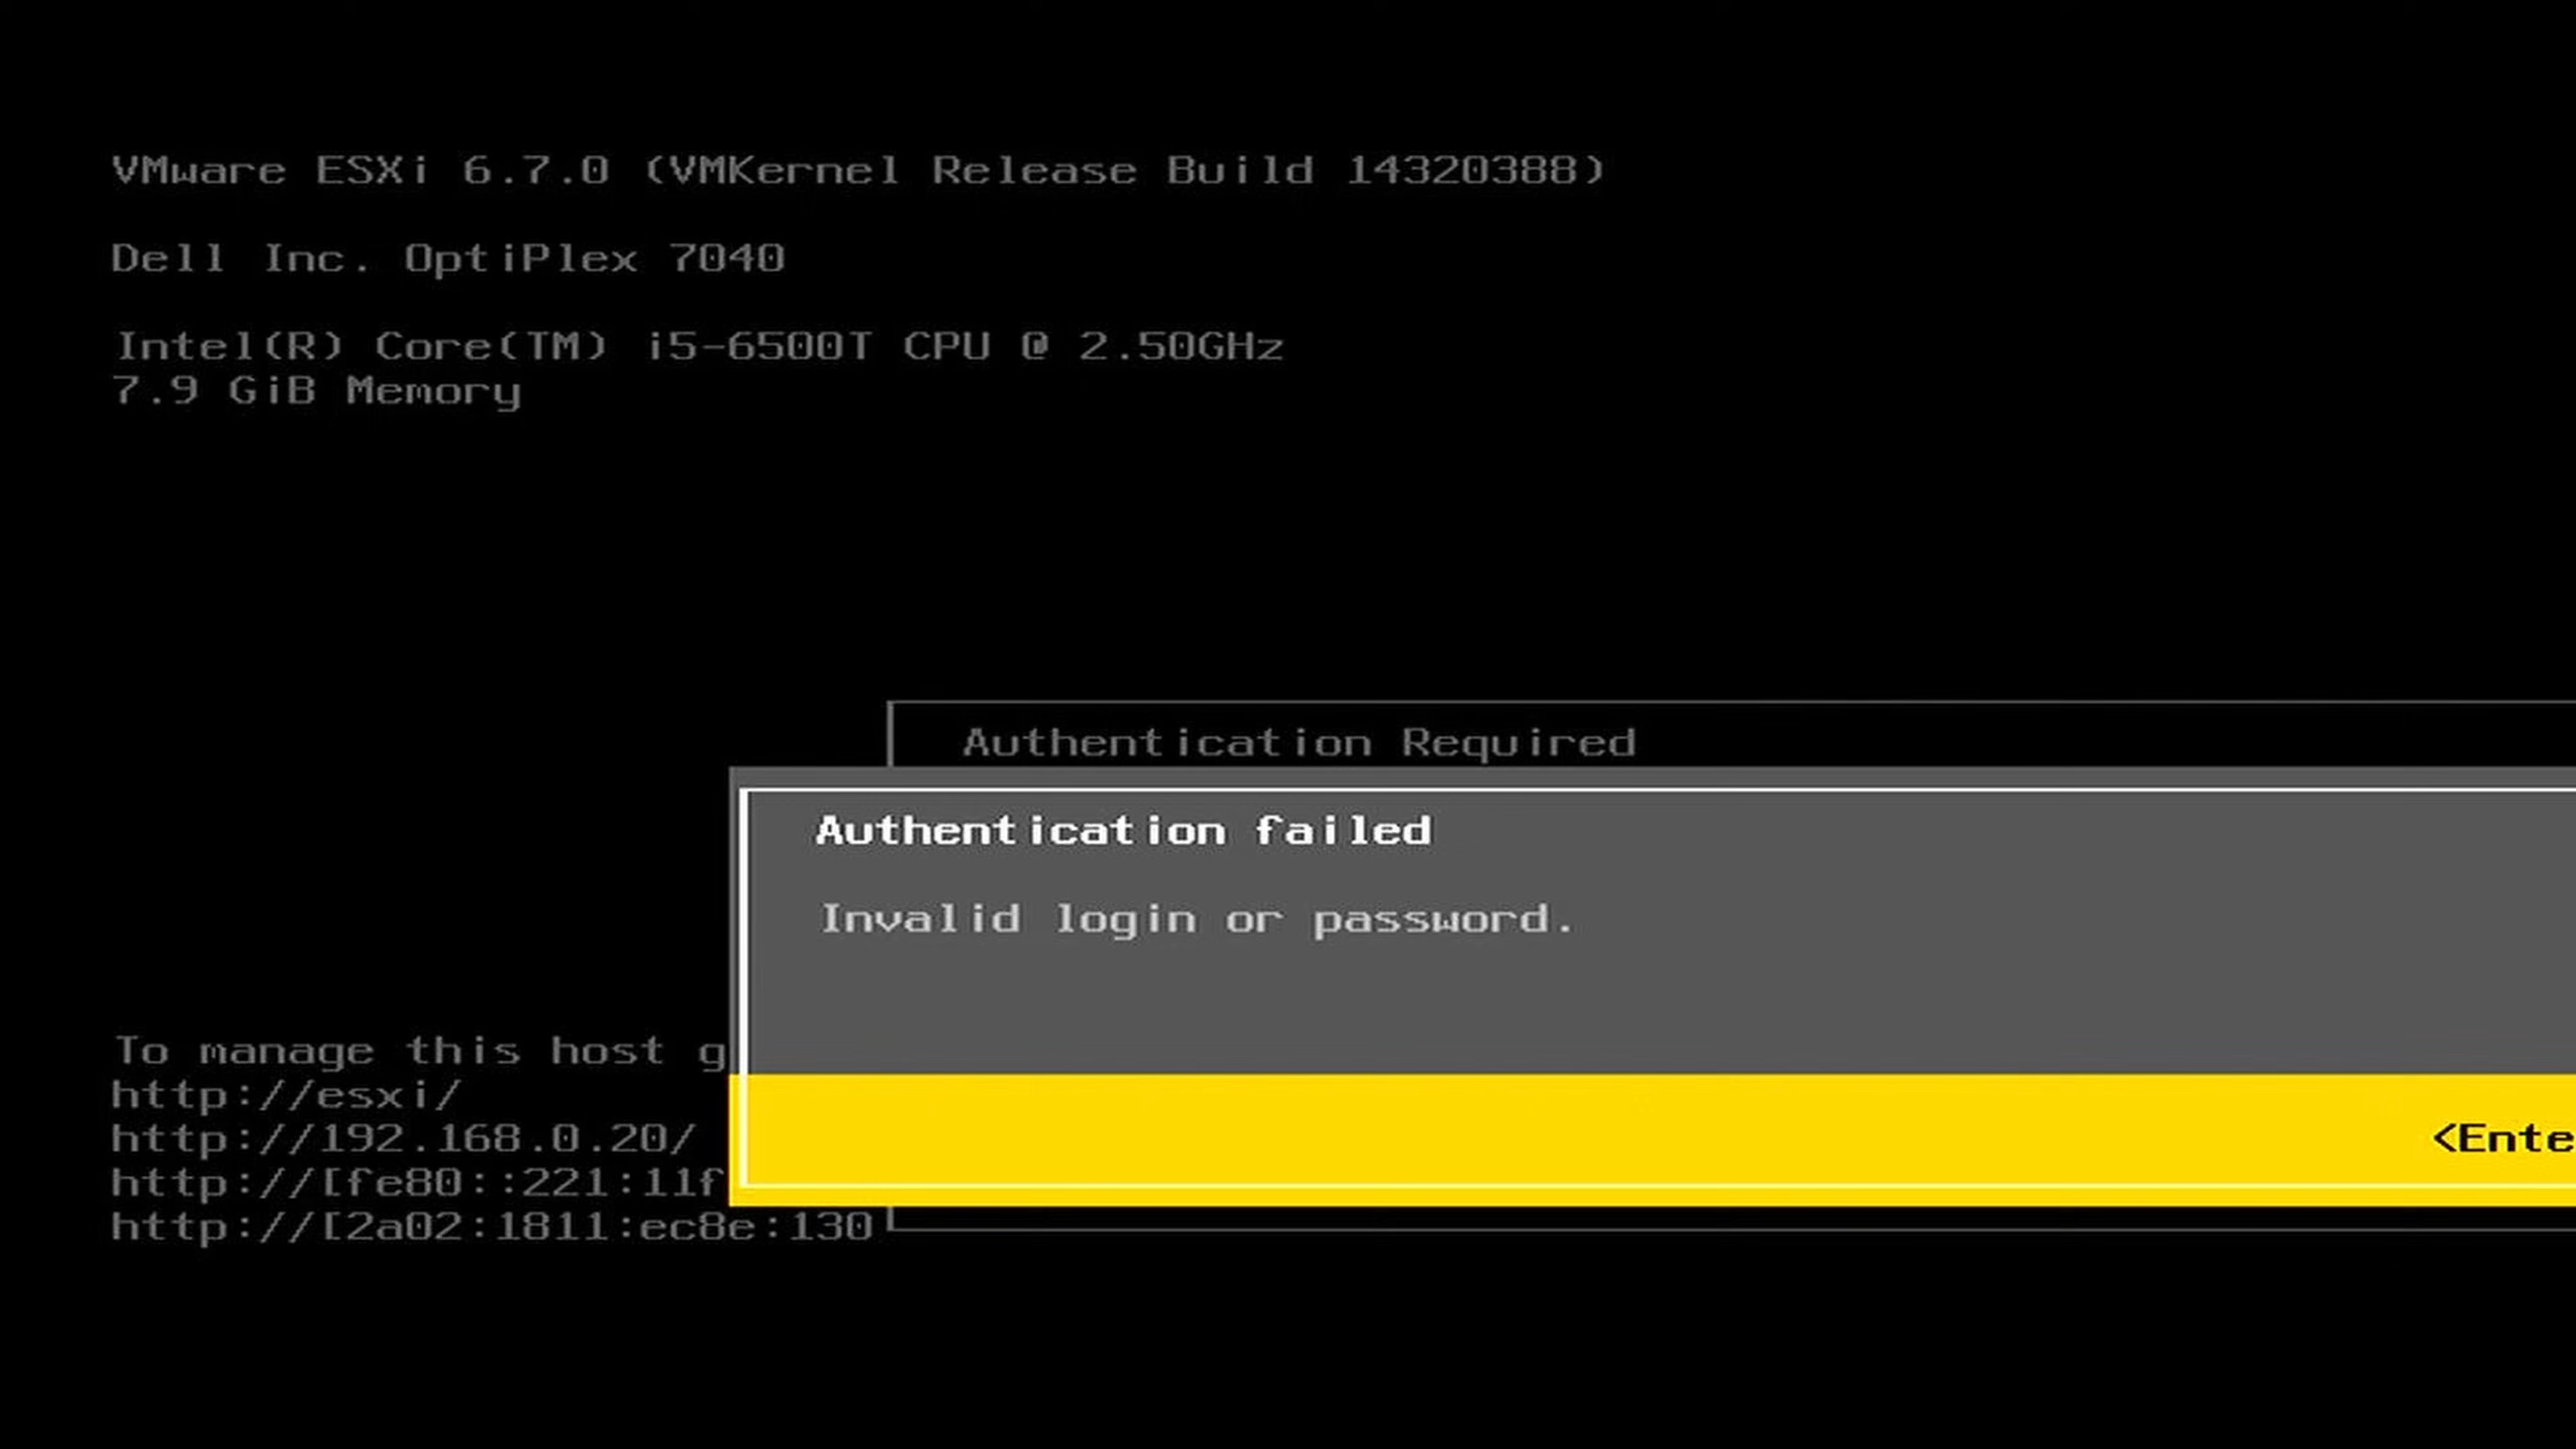 VMware ESXi 6.7.0 (VMKernel Release Build 14320388)
Dell Inc. OptiPlex 7040
Intel(R) Core(TM) i5-6500T CPU @ 2.50GHz
7.9 GiB Memory
Authentication Required
Authentication failed
Invalid login or password.
To manage this host g
<Ente
http://esxi/
http://192.168.0.20/
http://[fe80::221:11f
http://[2a02:1811:ec8e:130